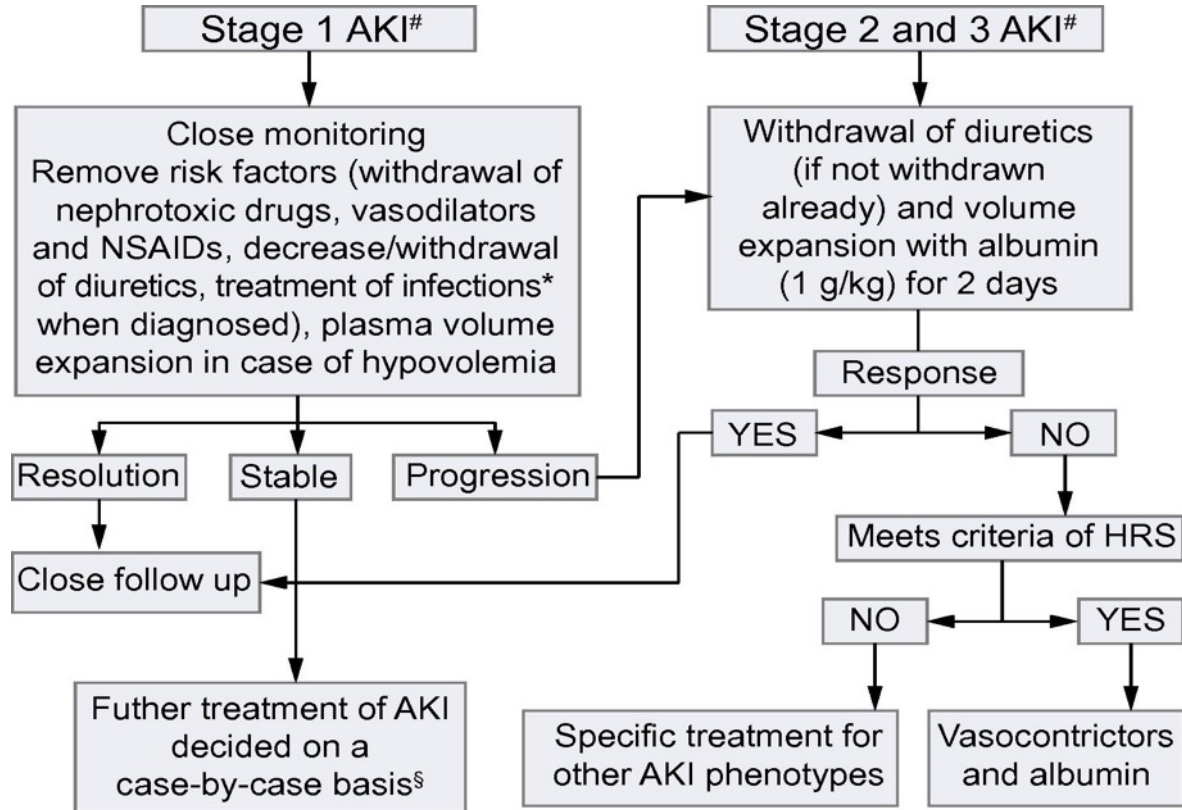 Stage 1 AKI#
Close monitoring
Remove risk factors (withdrawal of
nephrotoxic drugs, vasodilators
and NSAIDs, decrease/withdrawal
of diuretics, treatment of infections*
when diagnosed), plasma volume
expansion in case of hypovolemia
Resolution
Stable
Progression
Close follow up
Futher treatment of AKI
decided on a
case-by-case basis§
Stage 2 and 3 AKI#
Withdrawal of diuretics
(if not withdrawn
already) and volume
expansion with albumin
(1 g/kg) for 2 days
Response
YES
NO
Meets criteria of HRS
NO
YES
Specific treatment for
other AKI phenotypes
Vasocontrictors
and albumin